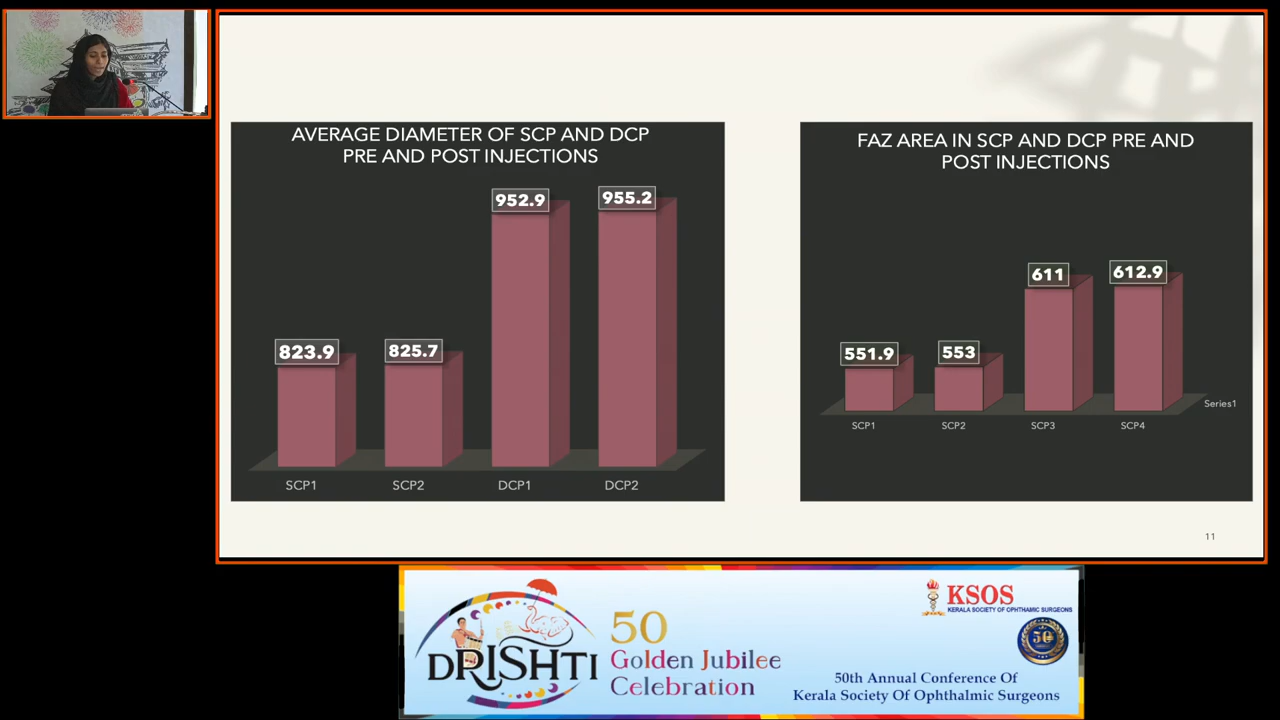 AVERAGE DIAMETER OF SCP AND DCP
PRE AND POST INJECTIONS
823.9
825.7
952.9
955.2
SCP1
SCP2
DCP1
DCP2
FAZ AREA IN SCP AND DCP PRE AND
POST INJECTIONS
551.9
553
611
612.9
Series1
SCP1
SCP2
SCP3
SCP4
11
DRISHTI
50
Golden Jubilee
Celebration
KSOS
KERALA SOCIETY OF OPHTHAMIC SURGEONS
50
50th Annual Conference Of
Kerala Society Of Ophthalmic Surgeons